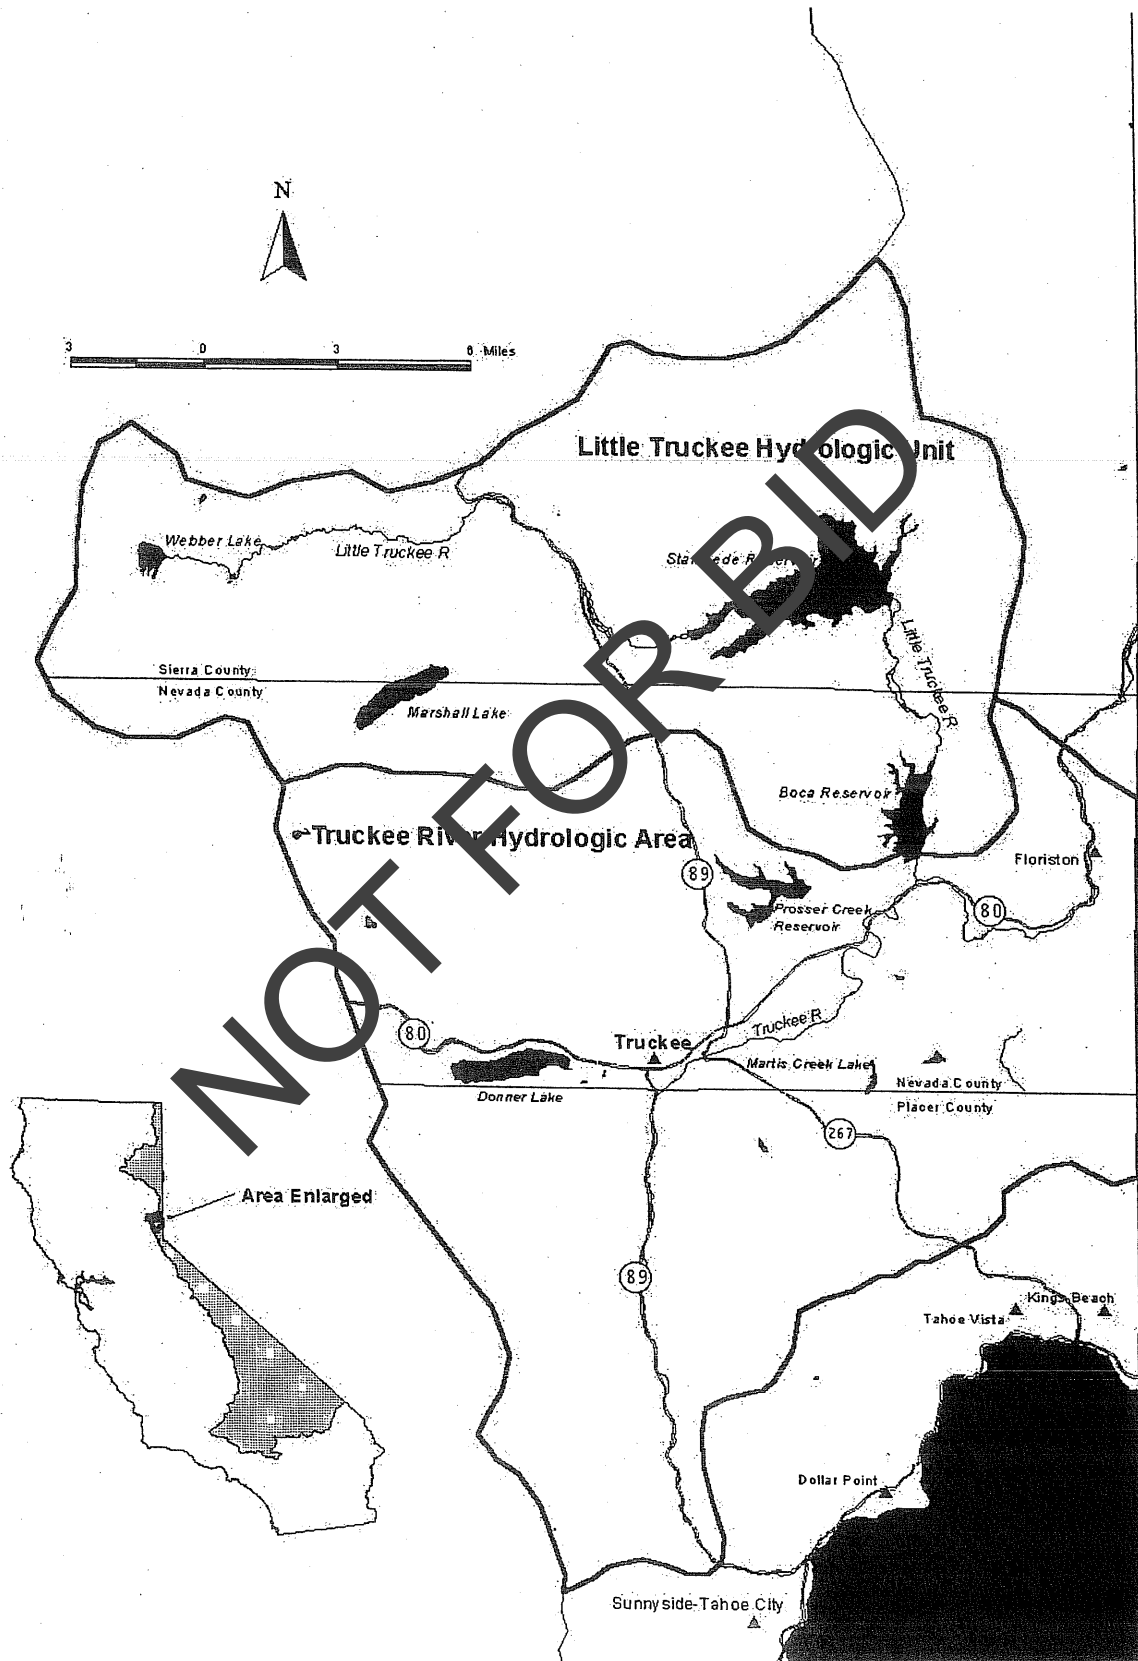 N
3 0 3 6 Miles
Little Truckee Hydrologic Unit
Webber Lake
Little Truckee R
Stampede Reservoir
Little Truckee R
Sierra County
Nevada County
Marshall Lake
Boca Reservoir
Truckee River Hydrologic Area
Floriston
89
80
Prosser Creek
Reservoir
80
Truckee
Truckee R
Martis Creek Lake
Donner Lake
Nevada County
Placer County
267
Area Enlarged
89
Kings Beach
Tahoe Vista
Dollar Point
Sunnyside-Tahoe City
NOT FOR BID